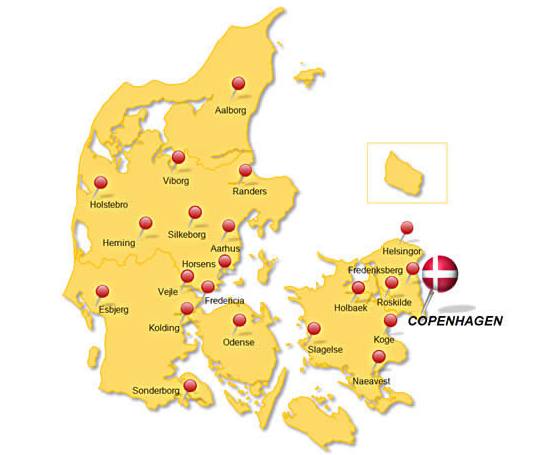 Aalborg
Viborg
Randers
Holstebro
Silkeborg
Herning
Aarhus
Helsingor
Horsens
Frederiksberg
Vejle
Fredericia
Holbaek
Roskilde
Esbjerg
COPENHAGEN
Kolding
Odense
Koge
Slagelse
Naeavest
Sonderborg